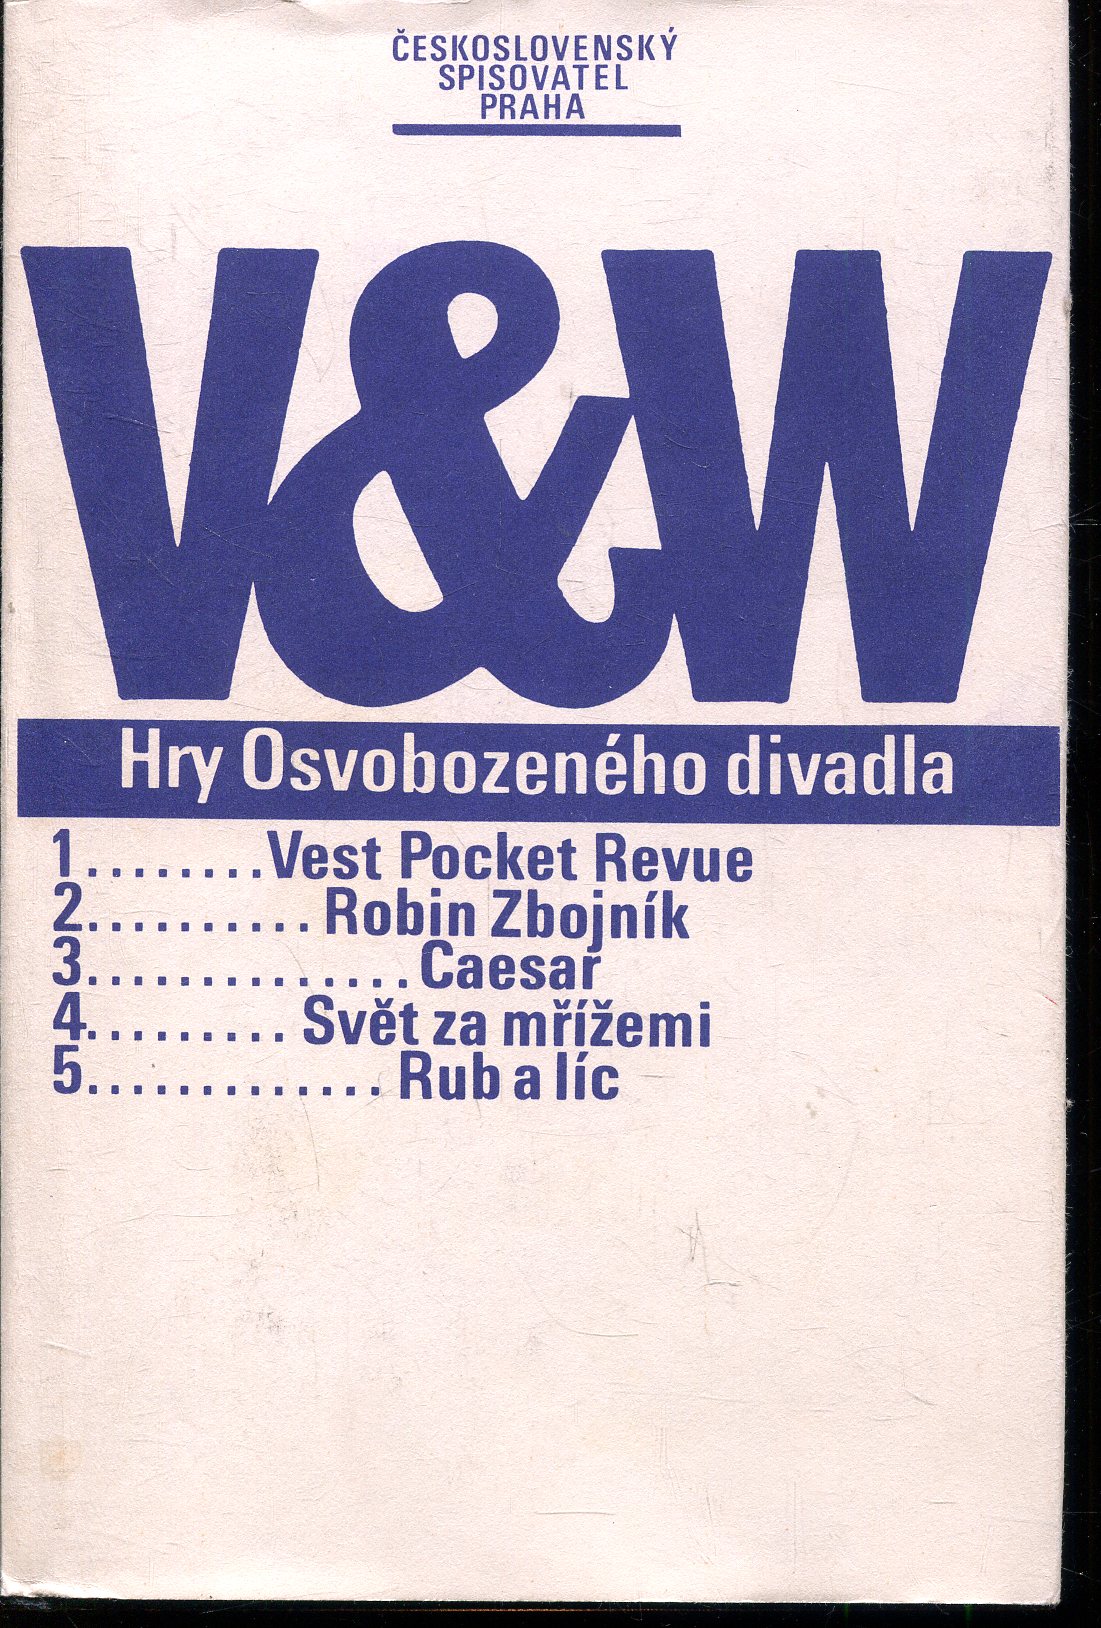 ČESKOSLOVENSKÝ
SPISOVATEL
PRAHA
V&W
Hry Osvobozeného divadla
1........Vest Pocket Revue
2.......... Robin Zbojník
3..............Caesar
4......... Svět za mřížemi
5............. Rub a líc